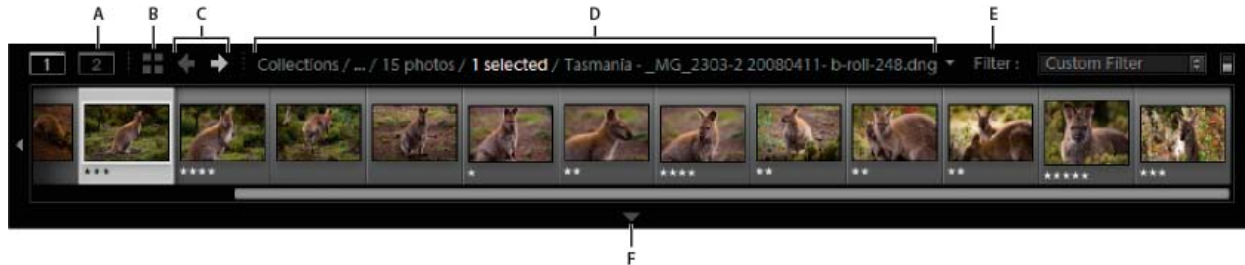 A B C D E
1 2 Collections / ... / 15 photos / 1 selected / Tasmania - _MG_2303-2 20080411- b-roll-248.dng Filter : Custom Filter
F